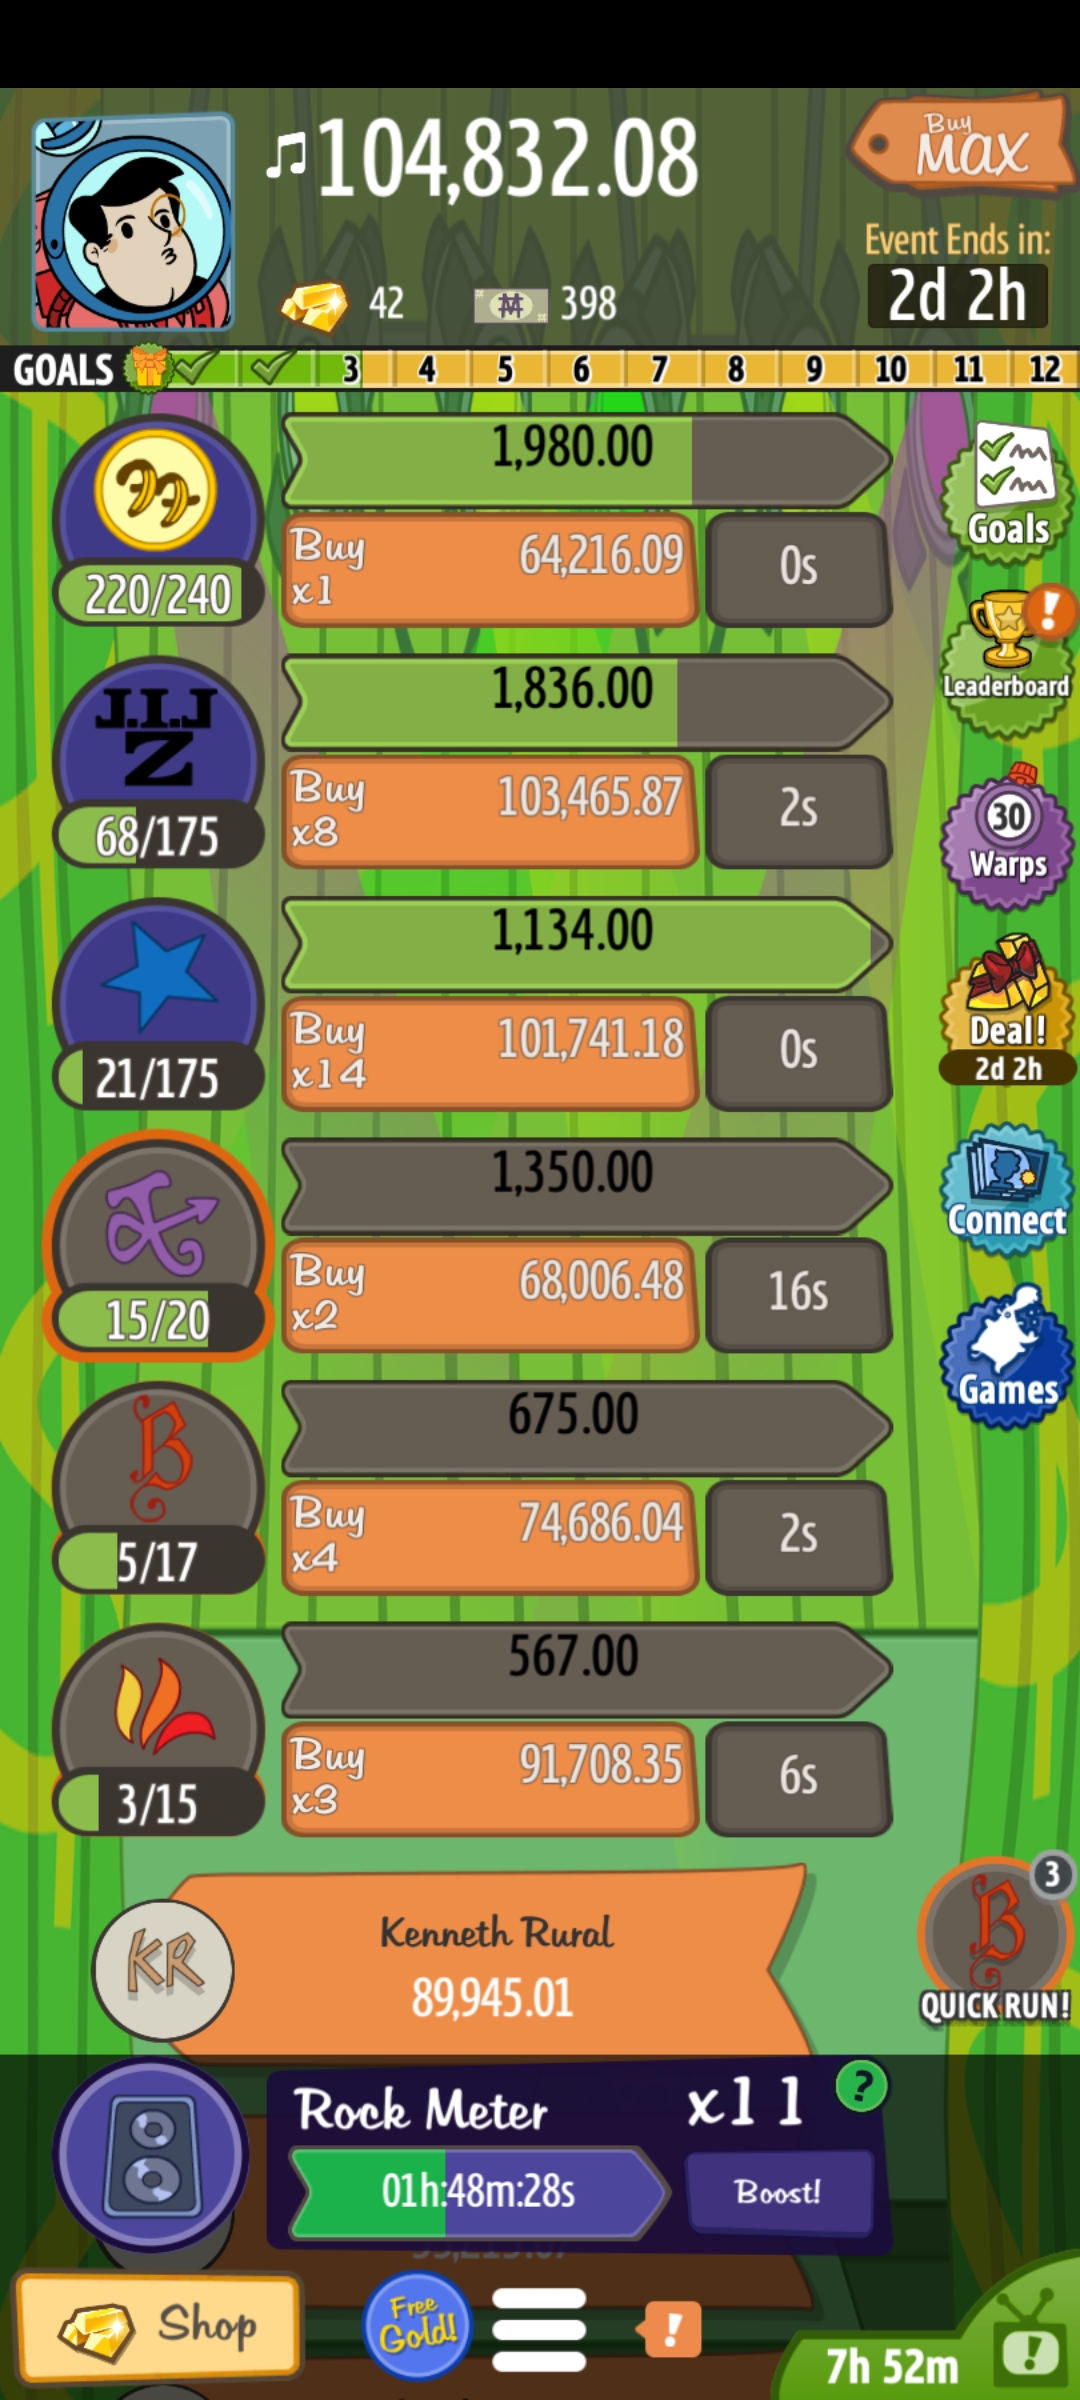 104,832.08
Buy
MAX
42
398
Event Ends in:
2d 2h
GOALS 3 4 5 6 7 8 9 10 11 12
1,980.00
Buy
x1
64,216.09
0s
220/240
Goals
J.I.J
Z
1,836.00
Buy
x8
103,465.87
2s
68/175
Leaderboard
30
Warps
1,134.00
Buy
x14
101,741.18
0s
21/175
Deal!
2d 2h
1,350.00
Buy
x2
68,006.48
16s
15/20
Connect
B
675.00
Buy
x4
74,686.04
2s
5/17
Games
567.00
Buy
x3
91,708.35
6s
3/15
KR
Kenneth Rural
89,945.01
B
3
QUICK RUN!
Rock Meter
x11
?
01h:48m:28s
Boost!
Shop
Free
Gold!
!
7h 52m
!